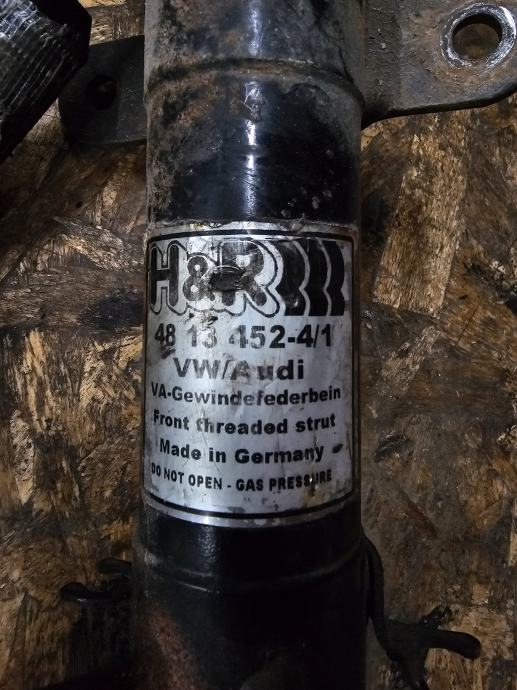 H&R
48 13 452-4/1
VW/Audi
VA-Gewindefederbein
Front threaded strut
Made in Germany
DO NOT OPEN - GAS PRESSURE